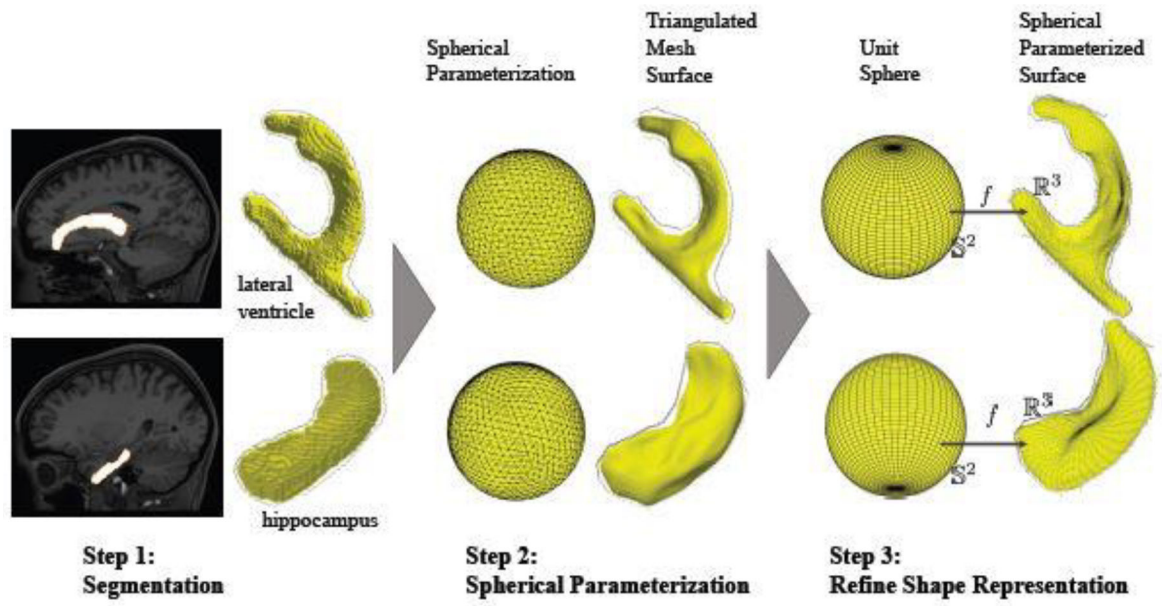 Spherical
Parameterization
Triangulated
Mesh
Surface
Unit
Sphere
Spherical
Parameterized
Surface
lateral
ventricle
f
ℝ³
𝕊²
hippocampus
f
ℝ³
𝕊²
Step 1:
Segmentation
Step 2:
Spherical Parameterization
Step 3:
Refine Shape Representation